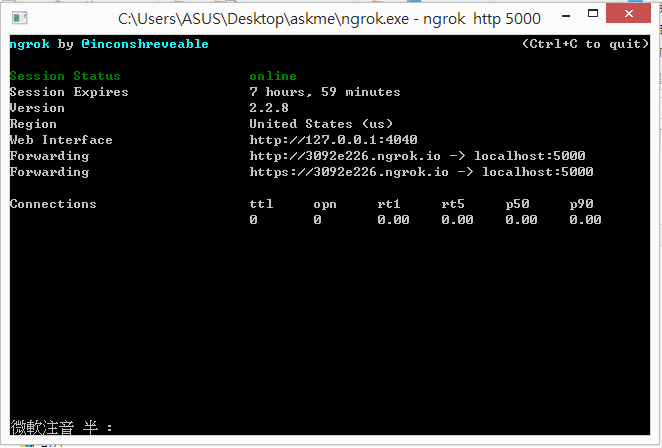 C:\Users\ASUS\Desktop\askme\ngrok.exe - ngrok  http 5000
ngrok by @inconshreveable (Ctrl+C to quit)
Session Status online
Session Expires 7 hours, 59 minutes
Version 2.2.8
Region United States (us)
Web Interface http://127.0.0.1:4040
Forwarding http://3092e226.ngrok.io -> localhost:5000
Forwarding https://3092e226.ngrok.io -> localhost:5000
Connections ttl opn rt1 rt5 p50 p90
0 0 0.00 0.00 0.00 0.00
微軟注音 半 :